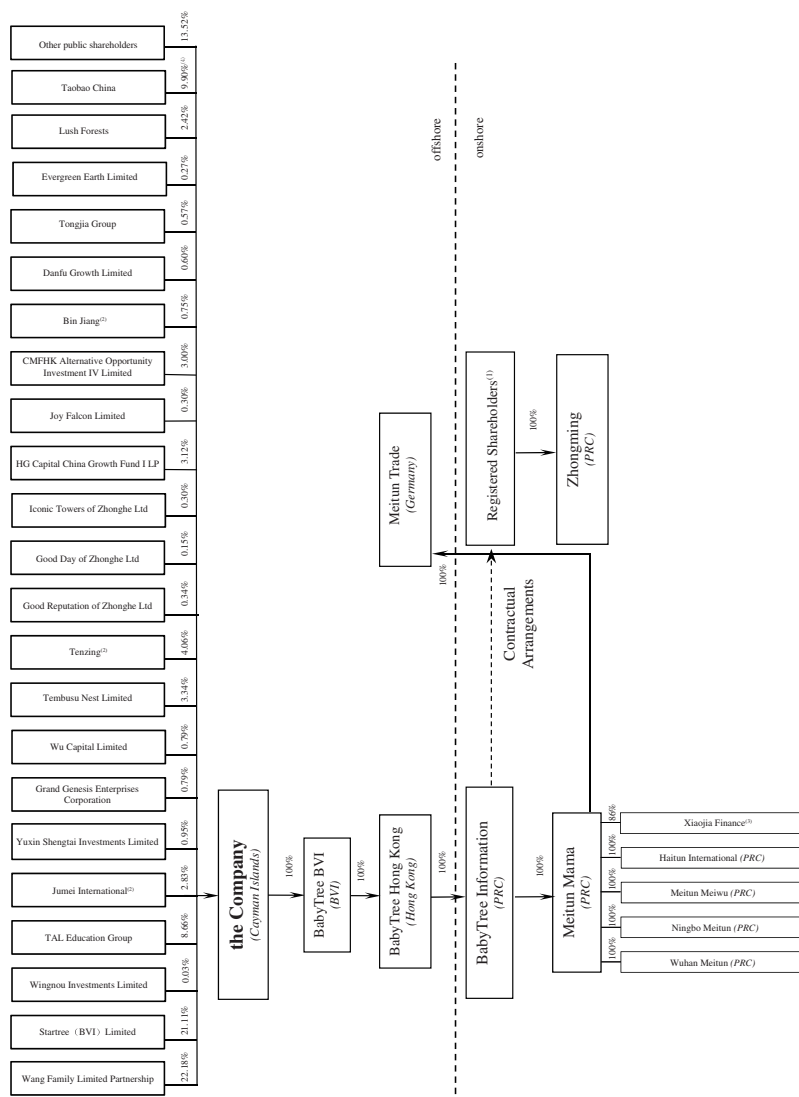 Other public shareholders
13.52%
Taobao China
9.90%(4)
Lush Forests
2.42%
Evergreen Earth Limited
0.27%
Tongjia Group
0.57%
Danfu Growth Limited
0.60%
Bin Jiang(2)
0.75%
CMFHK Alternative Opportunity
Investment IV Limited
3.00%
Joy Falcon Limited
0.30%
HG Capital China Growth Fund I LP
3.12%
Iconic Towers of Zhonghe Ltd
0.30%
Good Day of Zhonghe Ltd
0.15%
Good Reputation of Zhonghe Ltd
0.34%
Tenzing(2)
4.06%
Tembusu Nest Limited
3.34%
Wu Capital Limited
0.79%
Grand Genesis Enterprises
Corporation
0.79%
Yuxin Shengtai Investments Limited
0.95%
Jumei International(2)
2.83%
TAL Education Group
8.66%
Wingnou Investments Limited
0.03%
Startree（BVI）Limited
21.11%
Wang Family Limited Partnership
22.18%
the Company
(Cayman Islands)
100%
BabyTree BVI
(BVI)
100%
BabyTree Hong Kong
(Hong Kong)
100%
offshore
onshore
BabyTree Information
(PRC)
100%
Contractual
Arrangements
Registered Shareholders(1)
100%
Zhongming
(PRC)
Meitun Trade
(Germany)
100%
Meitun Mama
(PRC)
86%
Xiaojia Finance(3)
100%
Haitun International (PRC)
100%
Meitun Meiwu (PRC)
100%
Ningbo Meitun (PRC)
100%
Wuhan Meitun (PRC)